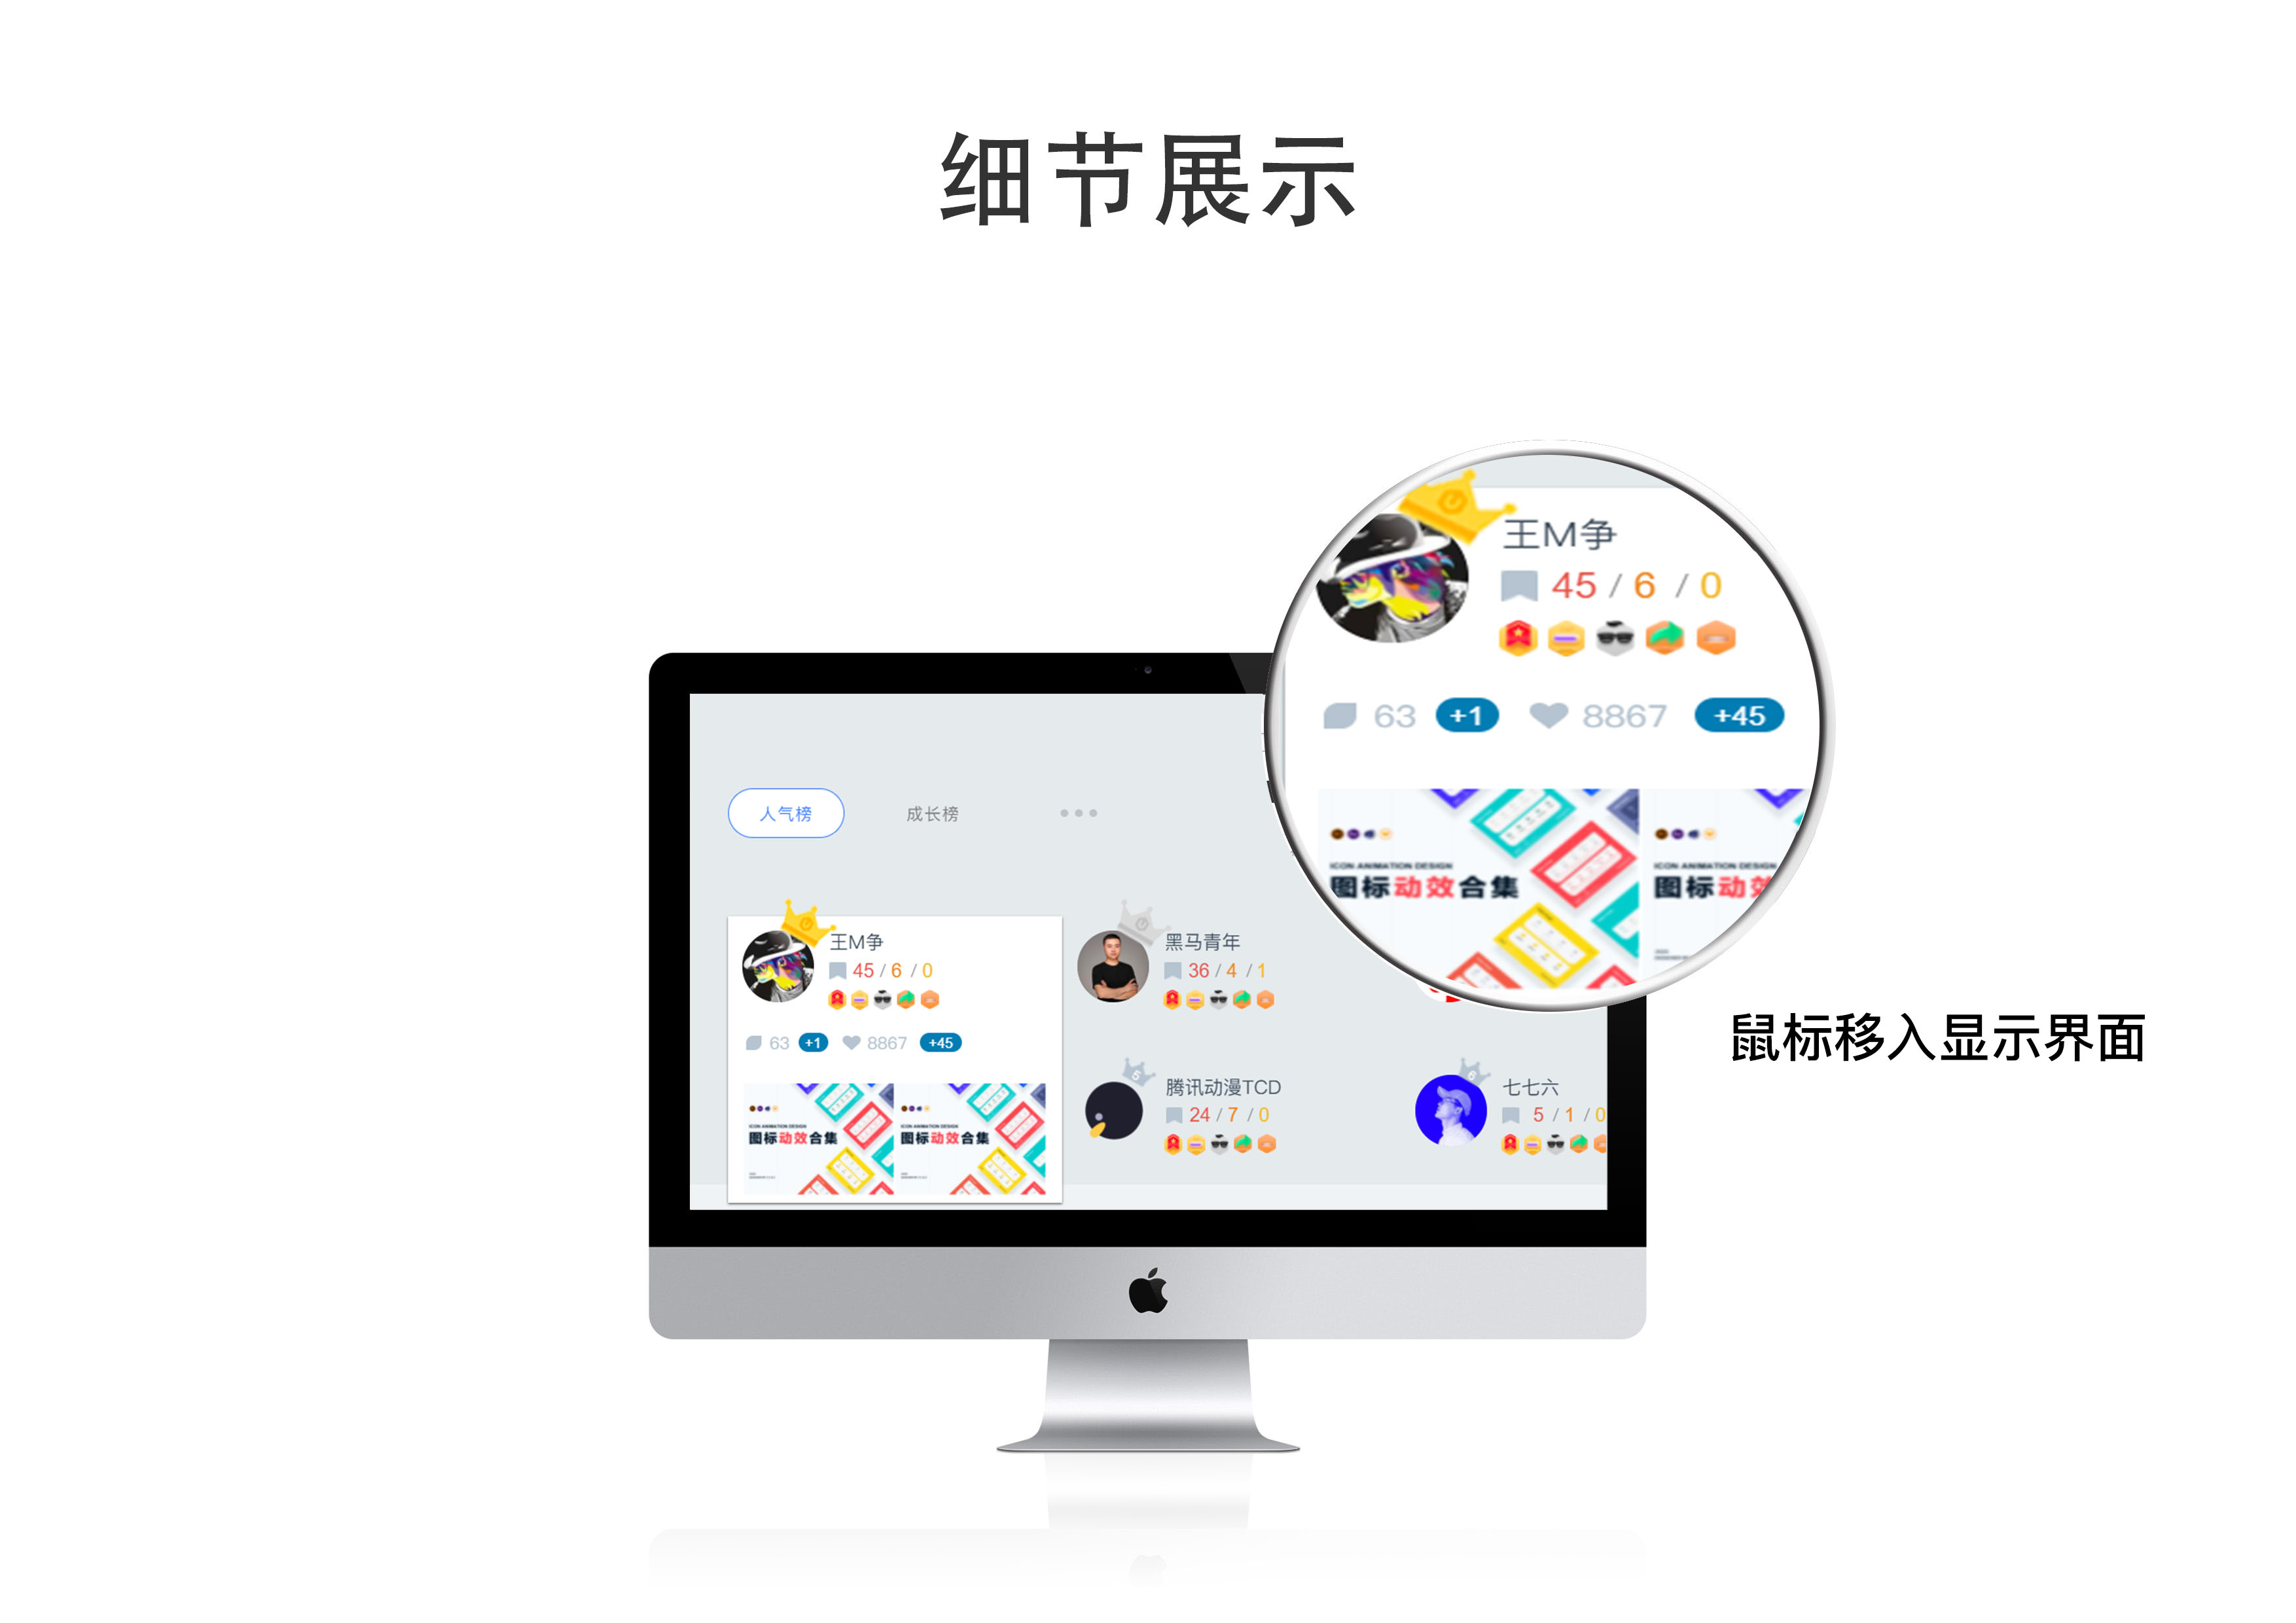 细节展示
王M争
45 / 6 / 0
63 +1 8867 +45
ICON ANIMATION DESIGN
图标动效合集
ICON ANIMATION DESIGN
图标动效
鼠标移入显示界面
人气榜
成长榜
王M争
45 / 6 / 0
63 +1 8867 +45
ICON ANIMATION DESIGN
图标动效合集
ICON ANIMATION DESIGN
图标动效合集
黑马青年
36 / 4 / 1
5
腾讯动漫TCD
24 / 7 / 0
6
七七六
5 / 1 / 0